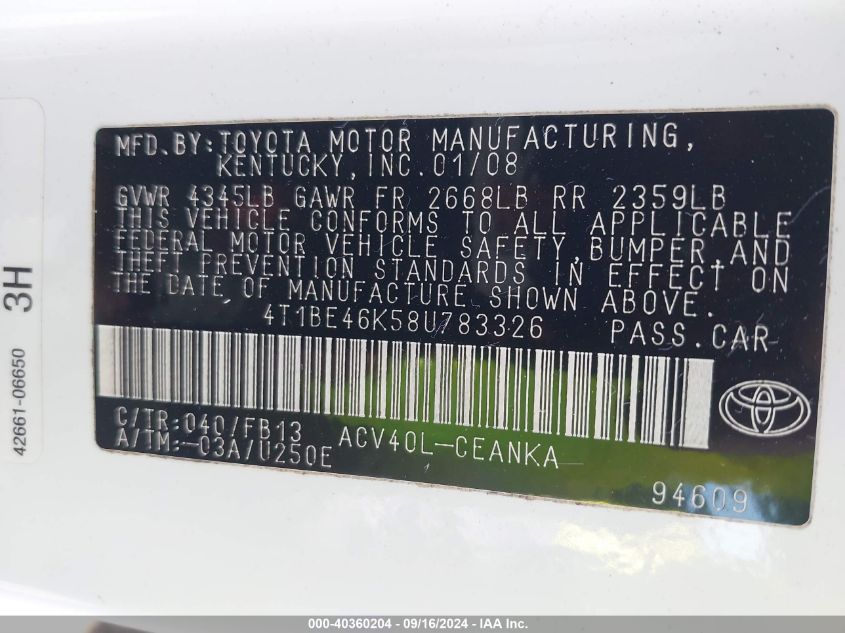 MFD.BY:TOYOTA MOTOR MANUFACTURING,
KENTUCKY,INC.01/08
GVWR 4345LB GAWR FR 2668LB RR 2359LB
THIS VEHICLE CONFORMS TO ALL APPLICABLE
FEDERAL MOTOR VEHICLE SAFETY,BUMPER,AND
THEFT PREVENTION STANDARDS IN EFFECT ON
THE DATE OF MANUFACTURE SHOWN ABOVE.
4T1BE46K58U783326 PASS.CAR
C/TR:040/FB13 ACV40L-CEANKA
A/TM:-03A/U250E
94609
42661-06650 3H
000-40360204 - 09/16/2024 - IAA Inc.